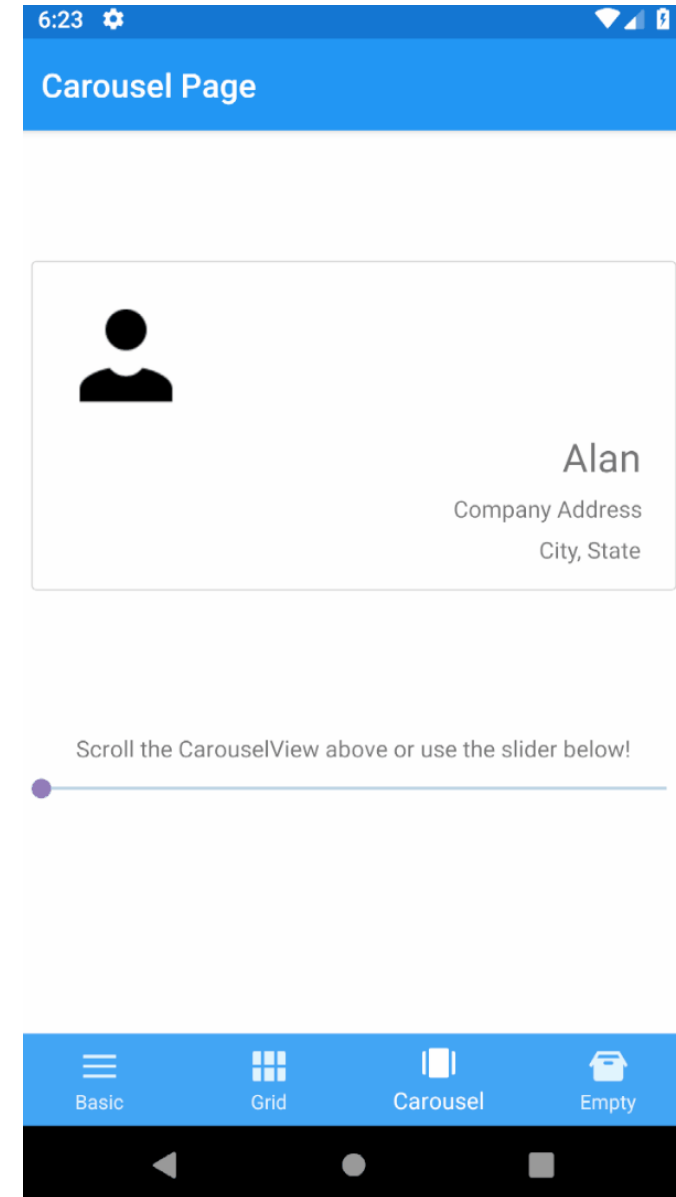 6:23
Carousel Page
Alan
Company Address
City, State
Scroll the CarouselView above or use the slider below!
Basic
Grid
Carousel
Empty